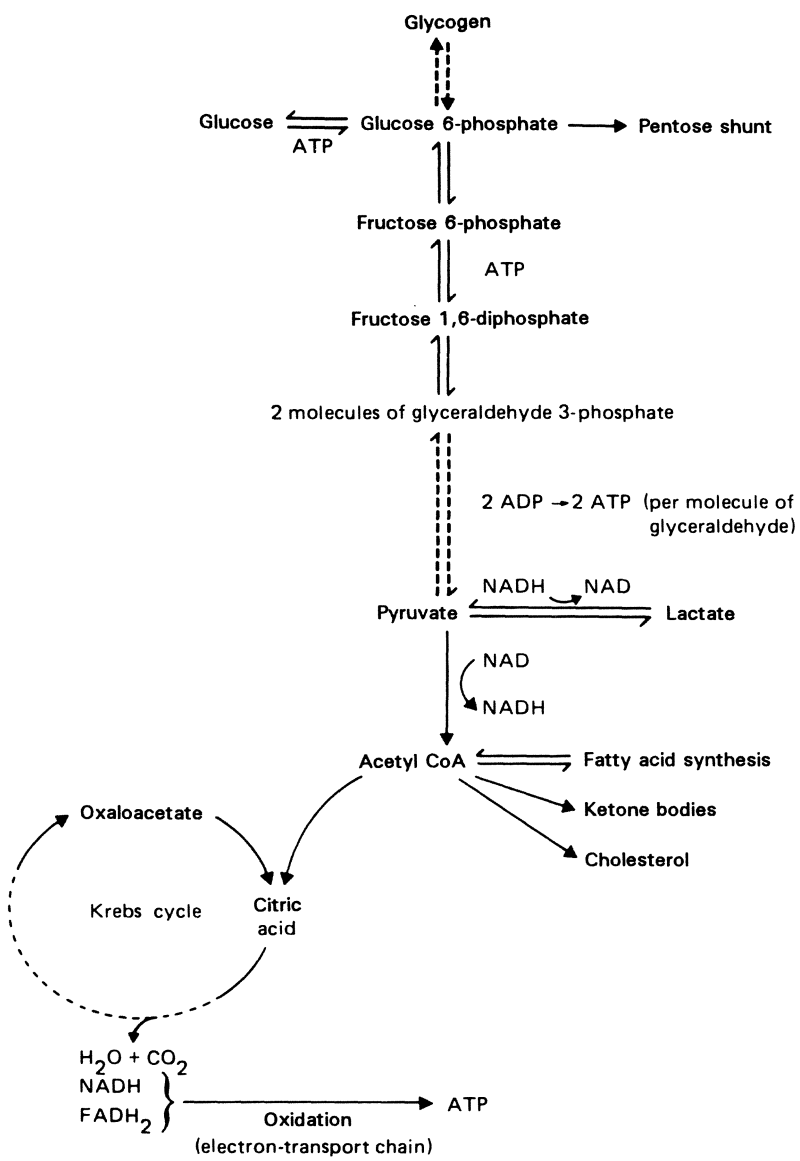 Glycogen
Glucose
ATP
Glucose 6-phosphate
Pentose shunt
Fructose 6-phosphate
ATP
Fructose 1,6-diphosphate
2 molecules of glyceraldehyde 3-phosphate
2 ADP → 2 ATP (per molecule of
glyceraldehyde)
NADH NAD
Pyruvate
Lactate
NAD
NADH
Acetyl CoA
Fatty acid synthesis
Ketone bodies
Cholesterol
Oxaloacetate
Krebs cycle
Citric
acid
H₂O + CO₂
NADH
FADH₂
Oxidation
(electron-transport chain)
ATP